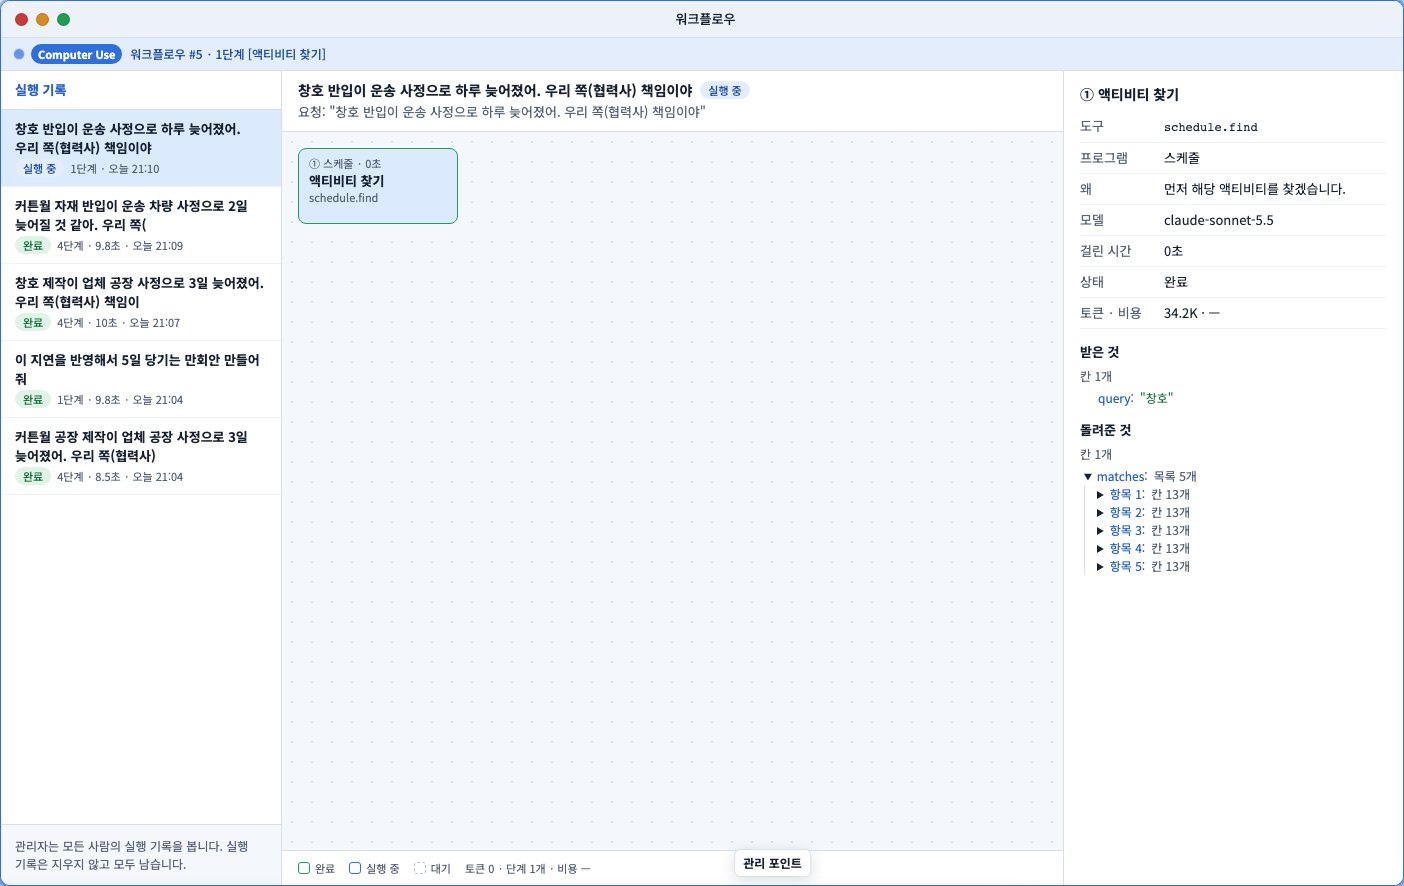 워크플로우
Computer Use 워크플로우 #5 · 1단계 [액티비티 찾기]
실행 기록
창호 반입이 운송 사정으로 하루 늦어졌어.
우리 쪽(협력사) 책임이야
실행 중 1단계 · 오늘 21:10
커튼월 자재 반입이 운송 차량 사정으로 2일
늦어질 것 같아. 우리 쪽(
완료 4단계 · 9.8초 · 오늘 21:09
창호 제작이 업체 공장 사정으로 3일 늦어졌어.
우리 쪽(협력사) 책임이
완료 4단계 · 10초 · 오늘 21:07
이 지연을 반영해서 5일 당기는 만회안 만들어
줘
완료 1단계 · 9.8초 · 오늘 21:04
커튼월 공장 제작이 업체 공장 사정으로 3일
늦어졌어. 우리 쪽(협력사)
완료 4단계 · 8.5초 · 오늘 21:04
관리자는 모든 사람의 실행 기록을 봅니다. 실행
기록은 지우지 않고 모두 남습니다.
창호 반입이 운송 사정으로 하루 늦어졌어. 우리 쪽(협력사) 책임이야 실행 중
요청: "창호 반입이 운송 사정으로 하루 늦어졌어. 우리 쪽(협력사) 책임이야"
① 스케줄 · 0초
액티비티 찾기
schedule.find
완료 실행 중 대기 토큰 0 · 단계 1개 · 비용 —
관리 포인트
① 액티비티 찾기
도구 schedule.find
프로그램 스케줄
왜 먼저 해당 액티비티를 찾겠습니다.
모델 claude-sonnet-5.5
걸린 시간 0초
상태 완료
토큰 · 비용 34.2K · —
받은 것
칸 1개
query: "창호"
돌려준 것
칸 1개
▼ matches: 목록 5개
▶ 항목 1: 칸 13개
▶ 항목 2: 칸 13개
▶ 항목 3: 칸 13개
▶ 항목 4: 칸 13개
▶ 항목 5: 칸 13개